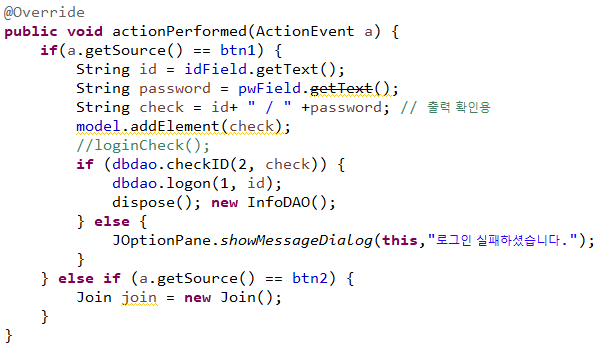 @Override
public void actionPerformed(ActionEvent a) {
    if(a.getSource() == btn1) {
        String id = idField.getText();
        String password = pwField.getText();
        String check = id+ " / " +password; // 출력 확인용
        model.addElement(check);
        //loginCheck();
        if (dbdao.checkID(2, check)) {
            dbdao.logon(1, id);
            dispose(); new InfoDAO();
        } else {
            JOptionPane.showMessageDialog(this,"로그인 실패하셨습니다.");
        }
    } else if (a.getSource() == btn2) {
        Join join = new Join();
    }
}